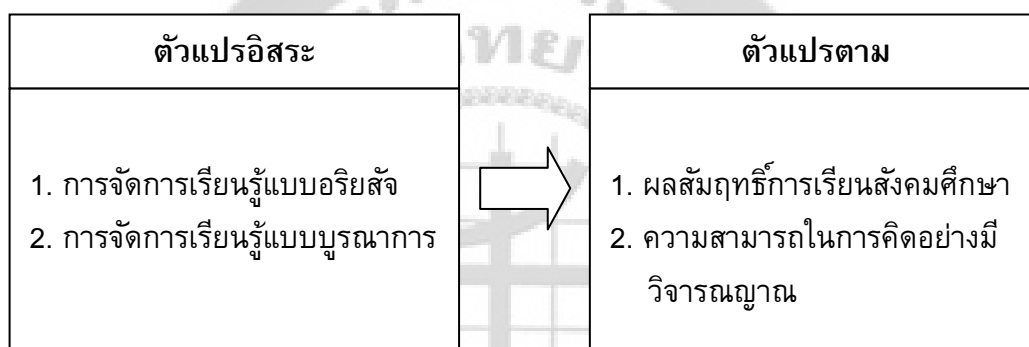 ตัวแปรอิสระ
1. การจัดการเรียนรู้แบบอริยสัจ
2. การจัดการเรียนรู้แบบบูรณาการ
ตัวแปรตาม
1. ผลสัมฤทธิ์การเรียนสังคมศึกษา
2. ความสามารถในการคิดอย่างมี
วิจารณญาณ